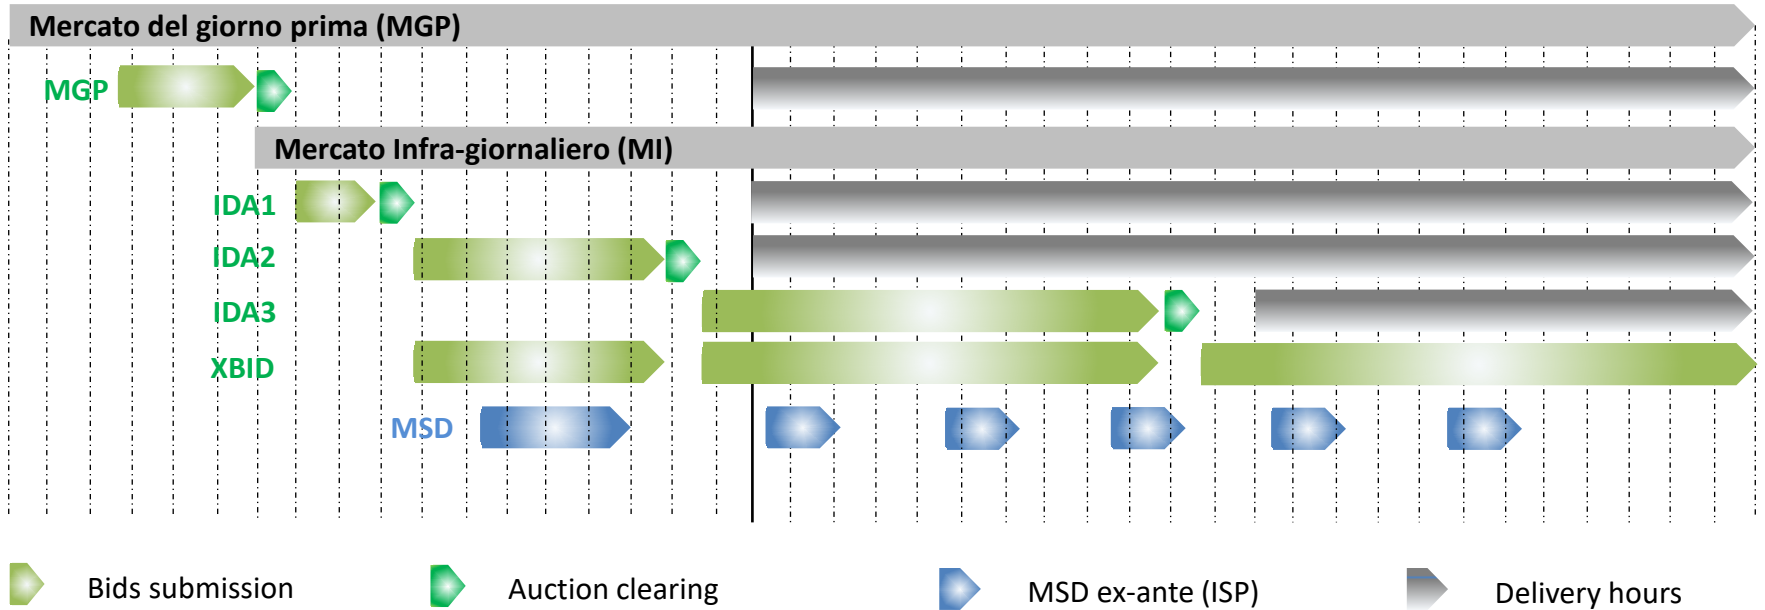 Mercato del giorno prima (MGP)
MGP
Mercato Infra-giornaliero (MI)
IDA1
IDA2
IDA3
XBID
MSD
Bids submission
Auction clearing
MSD ex-ante (ISP)
Delivery hours